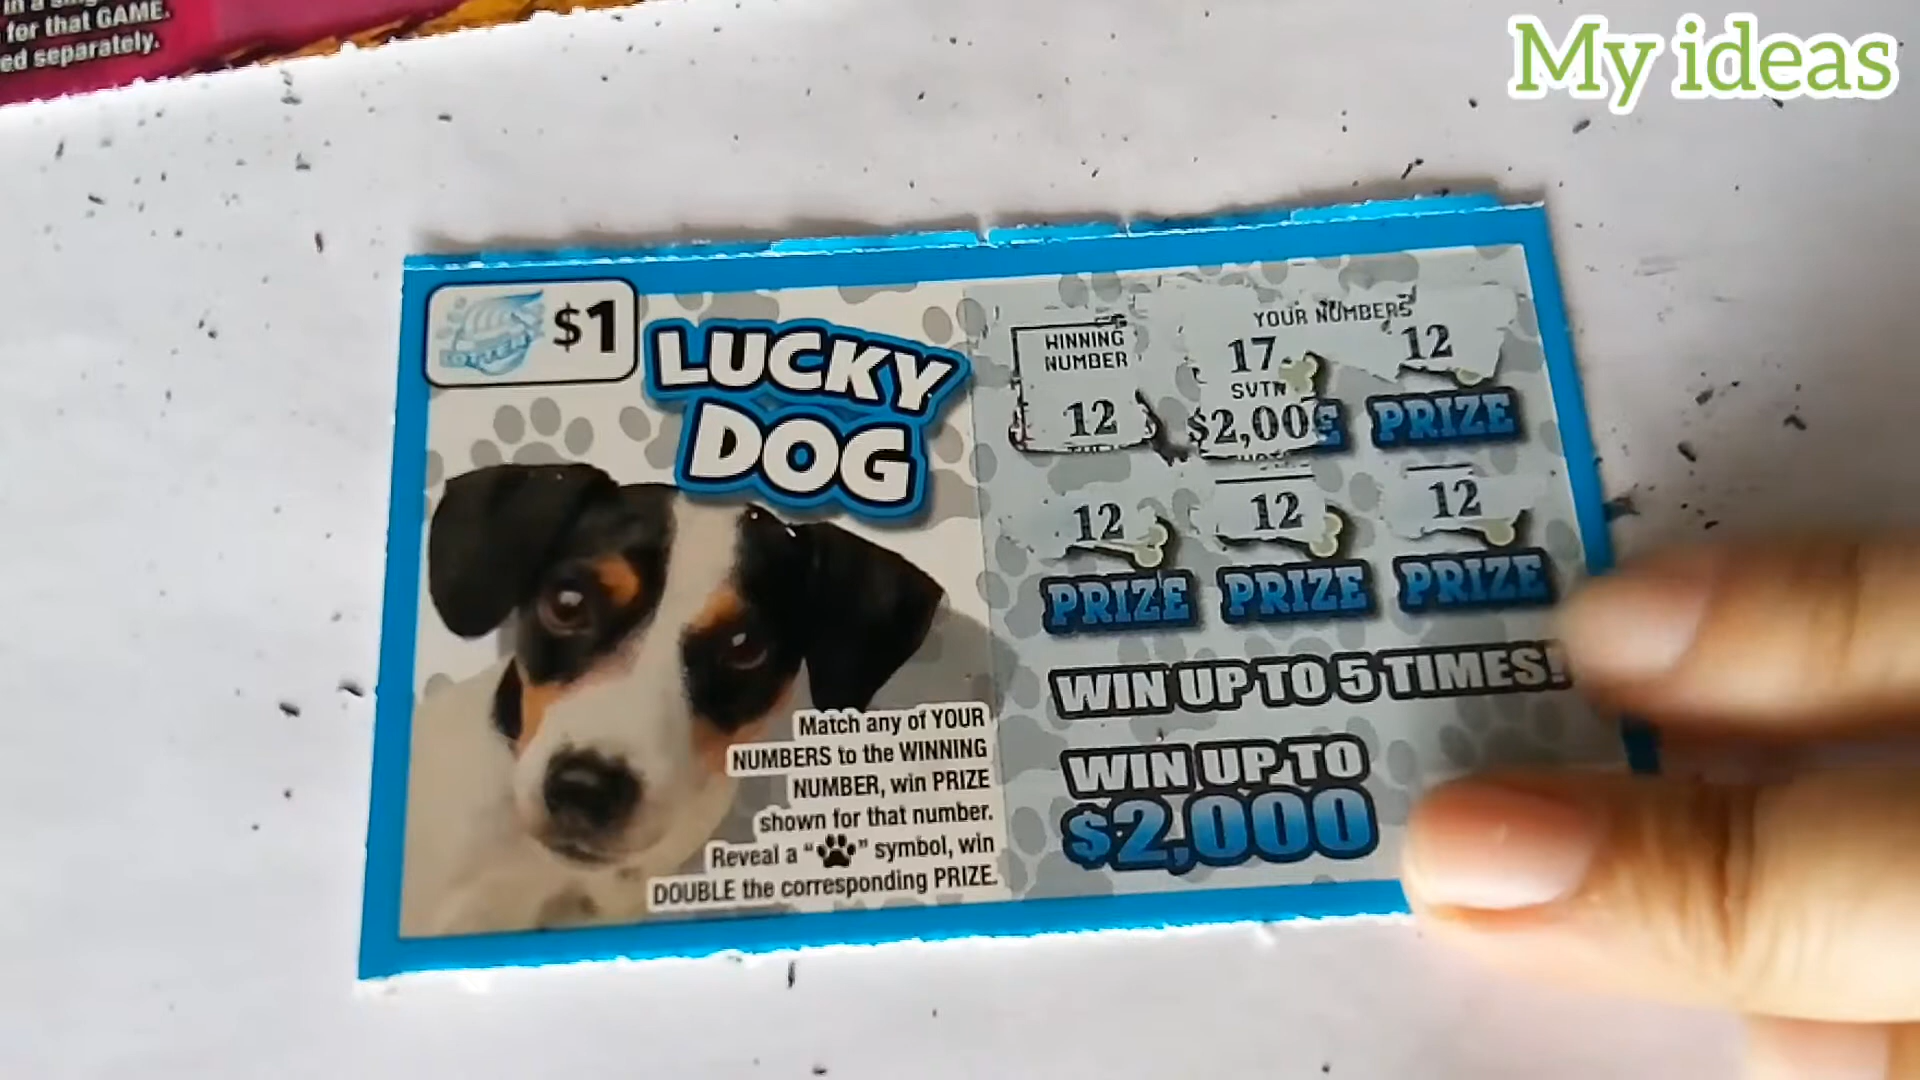 for that GAME.
ed separately.
My ideas
$1
LUCKY
DOG
WINNING
NUMBER
12
YOUR NUMBERS
17
SVTN
$2,00
12
PRIZE
12
12
12
PRIZE
PRIZE
PRIZE
WIN UP TO 5 TIMES!
WIN UP TO
$2,000
Match any of YOUR
NUMBERS to the WINNING
NUMBER, win PRIZE
shown for that number.
Reveal a “ ” symbol, win
DOUBLE the corresponding PRIZE.